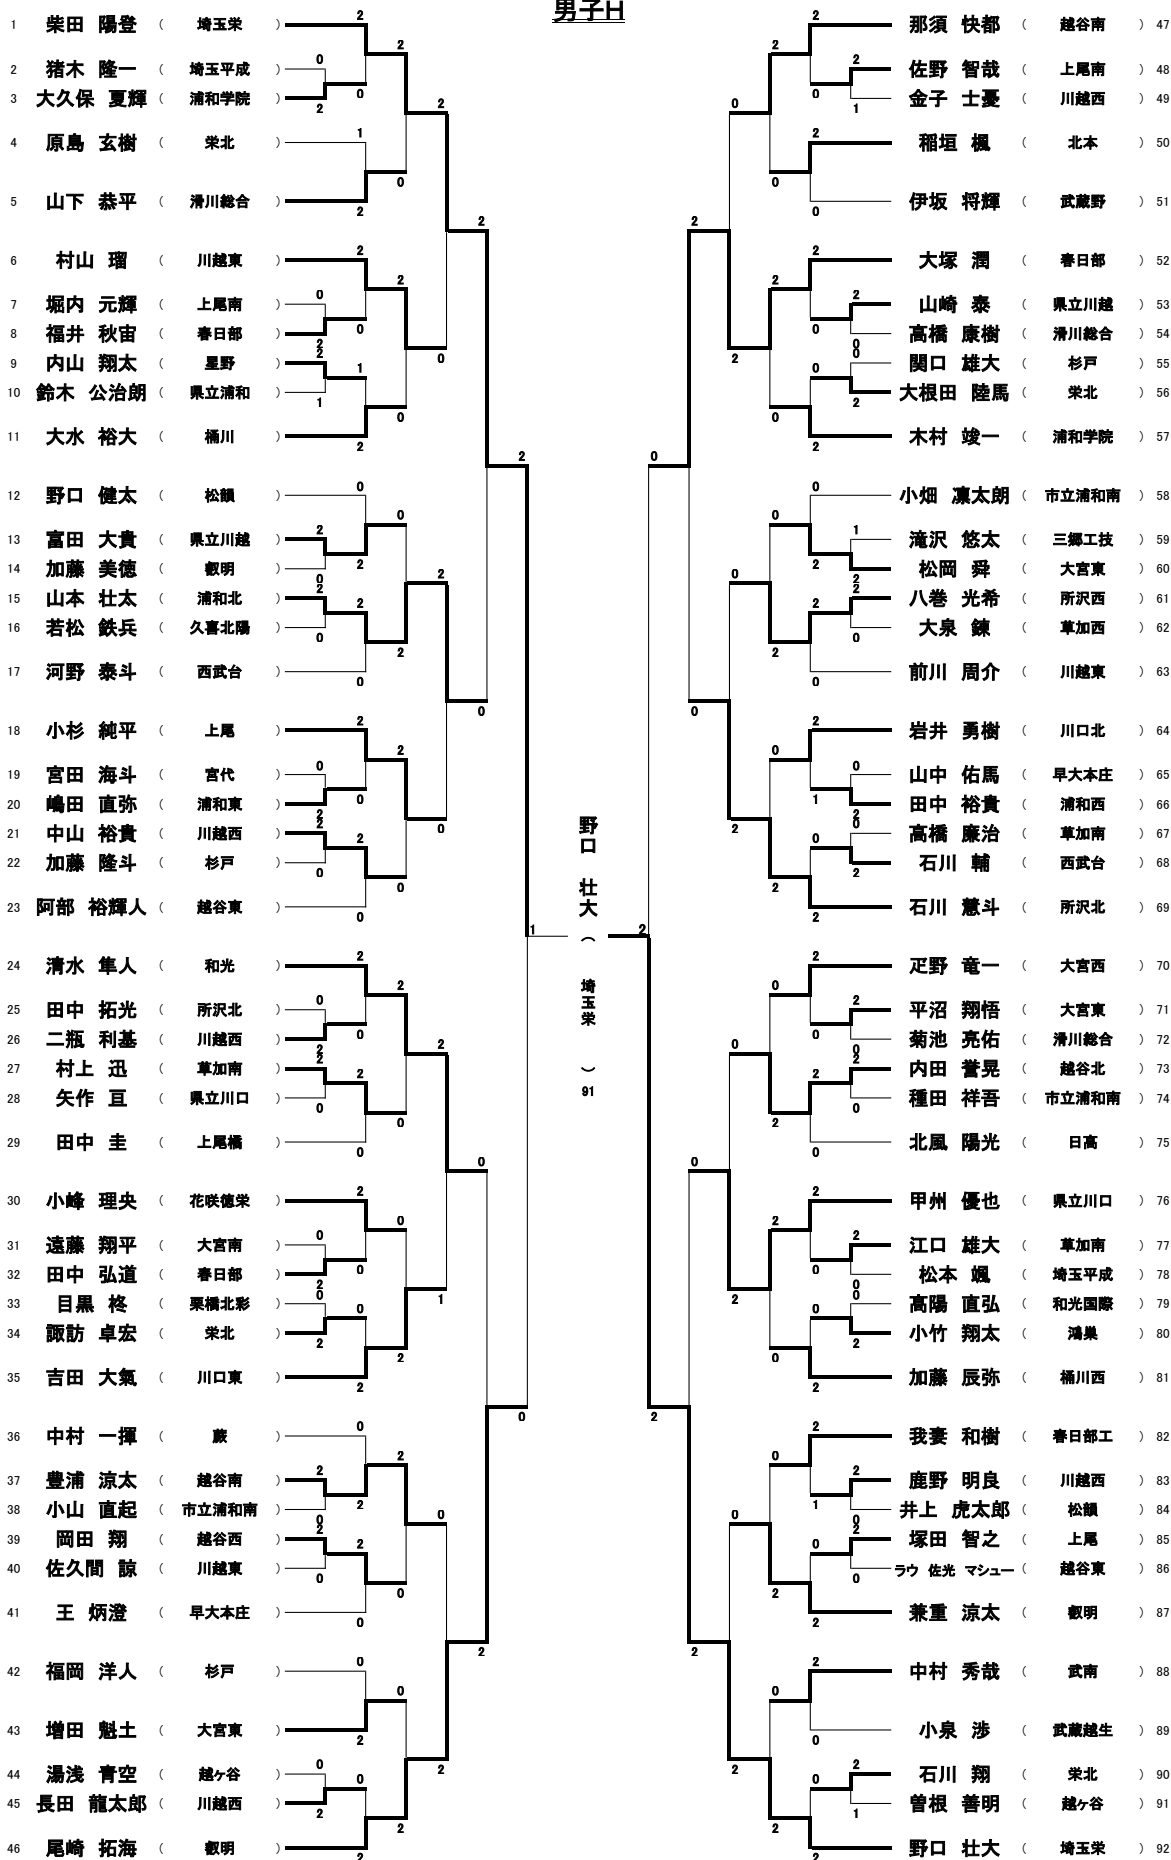 男子H
1 柴田 陽登 （ 埼玉栄 ）
2 猪木 隆一 （ 埼玉平成 ）
3 大久保 夏輝 （ 浦和学院 ）
4 原島 玄樹 （ 栄北 ）
5 山下 恭平 （ 滑川総合 ）
6 村山 瑠 （ 川越東 ）
7 堀内 元輝 （ 上尾南 ）
8 福井 秋宙 （ 春日部 ）
9 内山 翔太 （ 星野 ）
10 鈴木 公治朗 （ 県立浦和 ）
11 大水 裕大 （ 桶川 ）
12 野口 健太 （ 松韻 ）
13 富田 大貴 （ 県立川越 ）
14 加藤 美徳 （ 叡明 ）
15 山本 壮太 （ 浦和北 ）
16 若松 鉄兵 （ 久喜北陽 ）
17 河野 泰斗 （ 西武台 ）
18 小杉 純平 （ 上尾 ）
19 宮田 海斗 （ 宮代 ）
20 嶋田 直弥 （ 浦和東 ）
21 中山 裕貴 （ 川越西 ）
22 加藤 隆斗 （ 杉戸 ）
23 阿部 裕輝人 （ 越谷東 ）
24 清水 隼人 （ 和光 ）
25 田中 拓光 （ 所沢北 ）
26 二瓶 利基 （ 川越西 ）
27 村上 迅 （ 草加南 ）
28 矢作 亘 （ 県立川口 ）
29 田中 圭 （ 上尾橘 ）
30 小峰 理央 （ 花咲徳栄 ）
31 遠藤 翔平 （ 大宮南 ）
32 田中 弘道 （ 春日部 ）
33 目黒 柊 （ 栗橋北彩 ）
34 諏訪 卓宏 （ 栄北 ）
35 吉田 大氣 （ 川口東 ）
36 中村 一揮 （ 蕨 ）
37 豊浦 涼太 （ 越谷南 ）
38 小山 直起 （ 市立浦和南 ）
39 岡田 翔 （ 越谷西 ）
40 佐久間 諒 （ 川越東 ）
41 王 炳澄 （ 早大本庄 ）
42 福岡 洋人 （ 杉戸 ）
43 増田 魁土 （ 大宮東 ）
44 湯浅 青空 （ 越ヶ谷 ）
45 長田 龍太郎 （ 川越西 ）
46 尾崎 拓海 （ 叡明 ）
野口 壮大 （ 埼玉栄 ） 91
那須 快都 （ 越谷南 ） 47
佐野 智哉 （ 上尾南 ） 48
金子 士憂 （ 川越西 ） 49
稲垣 楓 （ 北本 ） 50
伊坂 将輝 （ 武蔵野 ） 51
大塚 潤 （ 春日部 ） 52
山崎 泰 （ 県立川越 ） 53
高橋 康樹 （ 滑川総合 ） 54
関口 雄大 （ 杉戸 ） 55
大根田 陸馬 （ 栄北 ） 56
木村 竣一 （ 浦和学院 ） 57
小畑 凛太朗 （ 市立浦和南 ） 58
滝沢 悠太 （ 三郷工技 ） 59
松岡 舜 （ 大宮東 ） 60
八巻 光希 （ 所沢西 ） 61
大泉 錬 （ 草加西 ） 62
前川 周介 （ 川越東 ） 63
岩井 勇樹 （ 川口北 ） 64
山中 佑馬 （ 早大本庄 ） 65
田中 裕貴 （ 浦和西 ） 66
高橋 廉治 （ 草加南 ） 67
石川 輔 （ 西武台 ） 68
石川 慧斗 （ 所沢北 ） 69
疋野 竜一 （ 大宮西 ） 70
平沼 翔悟 （ 大宮東 ） 71
菊池 亮佑 （ 滑川総合 ） 72
内田 誉晃 （ 越谷北 ） 73
種田 祥吾 （ 市立浦和南 ） 74
北風 陽光 （ 日高 ） 75
甲州 優也 （ 県立川口 ） 76
江口 雄大 （ 草加南 ） 77
松本 颯 （ 埼玉平成 ） 78
高陽 直弘 （ 和光国際 ） 79
小竹 翔太 （ 鴻巣 ） 80
加藤 辰弥 （ 桶川西 ） 81
我妻 和樹 （ 春日部工 ） 82
鹿野 明良 （ 川越西 ） 83
井上 虎太郎 （ 松韻 ） 84
塚田 智之 （ 上尾 ） 85
ラウ 佐光 マシュー （ 越谷東 ） 86
兼重 涼太 （ 叡明 ） 87
中村 秀哉 （ 武南 ） 88
小泉 渉 （ 武蔵越生 ） 89
石川 翔 （ 栄北 ） 90
曽根 善明 （ 越ヶ谷 ） 91
野口 壮大 （ 埼玉栄 ） 92